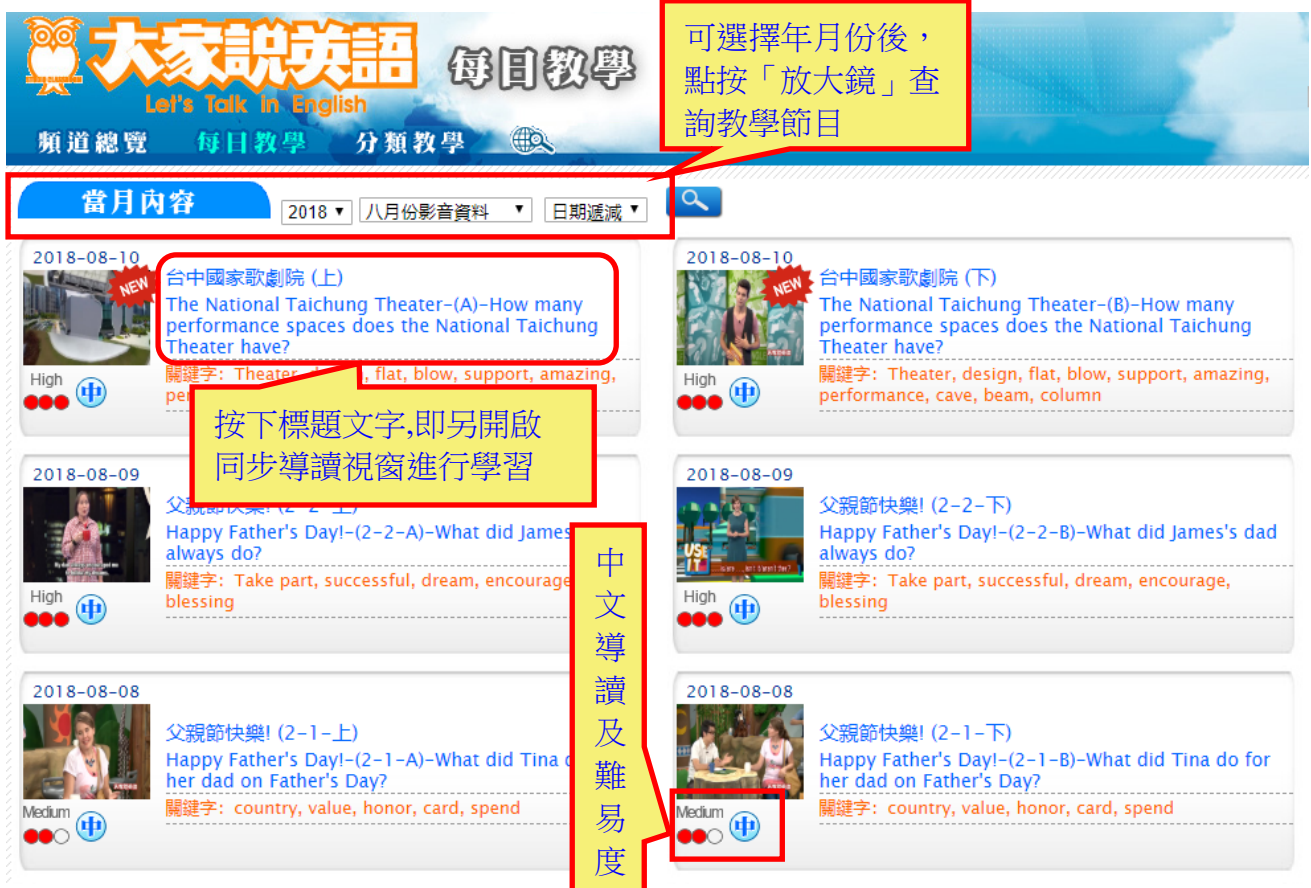 大家說英語
Let's Talk in English
每日教學
頻道總覽 每日教學 分類教學
可選擇年月份後，
點按「放大鏡」查
詢教學節目
當月內容
2018 八月份影音資料 日期遞減
2018-08-10
NEW
台中國家歌劇院 (上)
The National Taichung Theater-(A)-How many
performance spaces does the National Taichung
Theater have?
關鍵字: Theater, , flat, blow, support, amazing,
High
中
按下標題文字,即另開啟
同步導讀視窗進行學習
2018-08-10
NEW
台中國家歌劇院 (下)
The National Taichung Theater-(B)-How many
performance spaces does the National Taichung
Theater have?
關鍵字: Theater, design, flat, blow, support, amazing,
performance, cave, beam, column
High
中
2018-08-09
父親節快樂! (2-2-上)
Happy Father's Day!-(2-2-A)-What did James
always do?
關鍵字: Take part, successful, dream, encourage
blessing
High
中
2018-08-09
父親節快樂! (2-2-下)
Happy Father's Day!-(2-2-B)-What did James's dad
always do?
關鍵字: Take part, successful, dream, encourage,
blessing
USE
IT
High
中
2018-08-08
父親節快樂! (2-1-上)
Happy Father's Day!-(2-1-A)-What did Tina
her dad on Father's Day?
關鍵字: country, value, honor, card, spend
Medium
中
中文導讀及難易度
2018-08-08
父親節快樂! (2-1-下)
Happy Father's Day!-(2-1-B)-What did Tina do for
her dad on Father's Day?
關鍵字: country, value, honor, card, spend
Medium
中